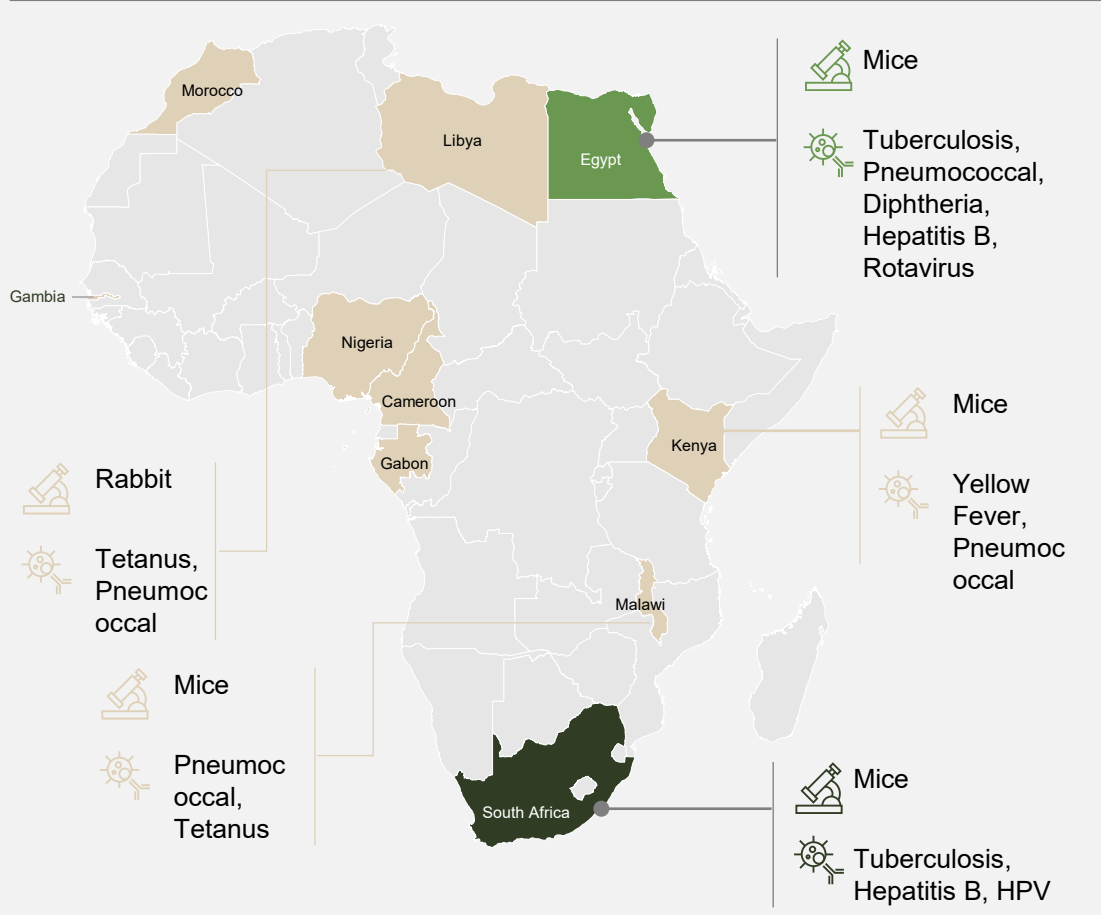 Morocco
Libya
Egypt
Gambia
Nigeria
Cameroon
Gabon
Kenya
Malawi
South Africa
Mice
Tuberculosis,
Pneumococcal,
Diphtheria,
Hepatitis B,
Rotavirus
Mice
Yellow
Fever,
Pneumoc
occal
Rabbit
Tetanus,
Pneumoc
occal
Mice
Pneumoc
occal,
Tetanus
Mice
Tuberculosis,
Hepatitis B, HPV